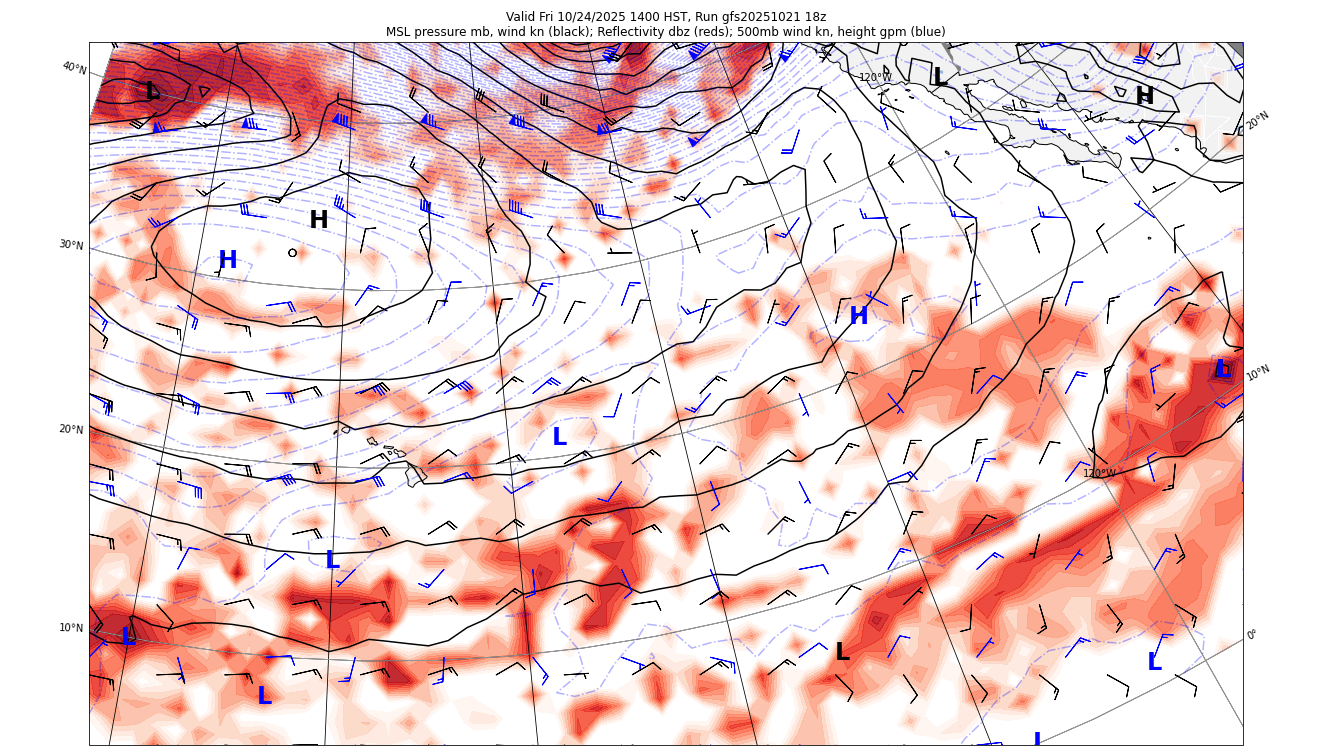 Valid Fri 10/24/2025 1400 HST, Run gfs20251021 18z
MSL pressure mb, wind kn (black); Reflectivity dbz (reds); 500mb wind kn, height gpm (blue)
40°N
120°W
L
L
H
20°N
H
30°N
H
H
10°N
L
20°N
L
120°W
L
10°N
L
0°
L
L
L
L